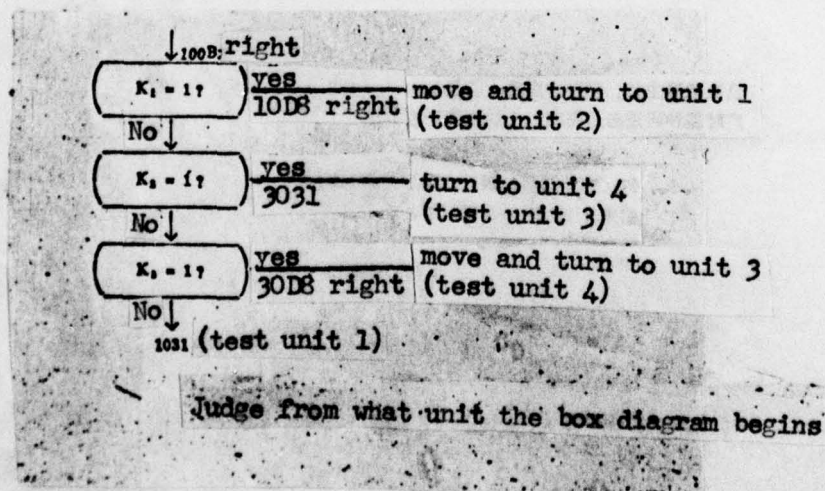 100B; right
K₁ = 1? yes move and turn to unit 1
10D8 right (test unit 2)
No
K₂ = 1? yes turn to unit 4
3031 (test unit 3)
No
K₃ = 1? yes move and turn to unit 3
30D8 right (test unit 4)
No
1031 (test unit 1)
Judge from what unit the box diagram begins